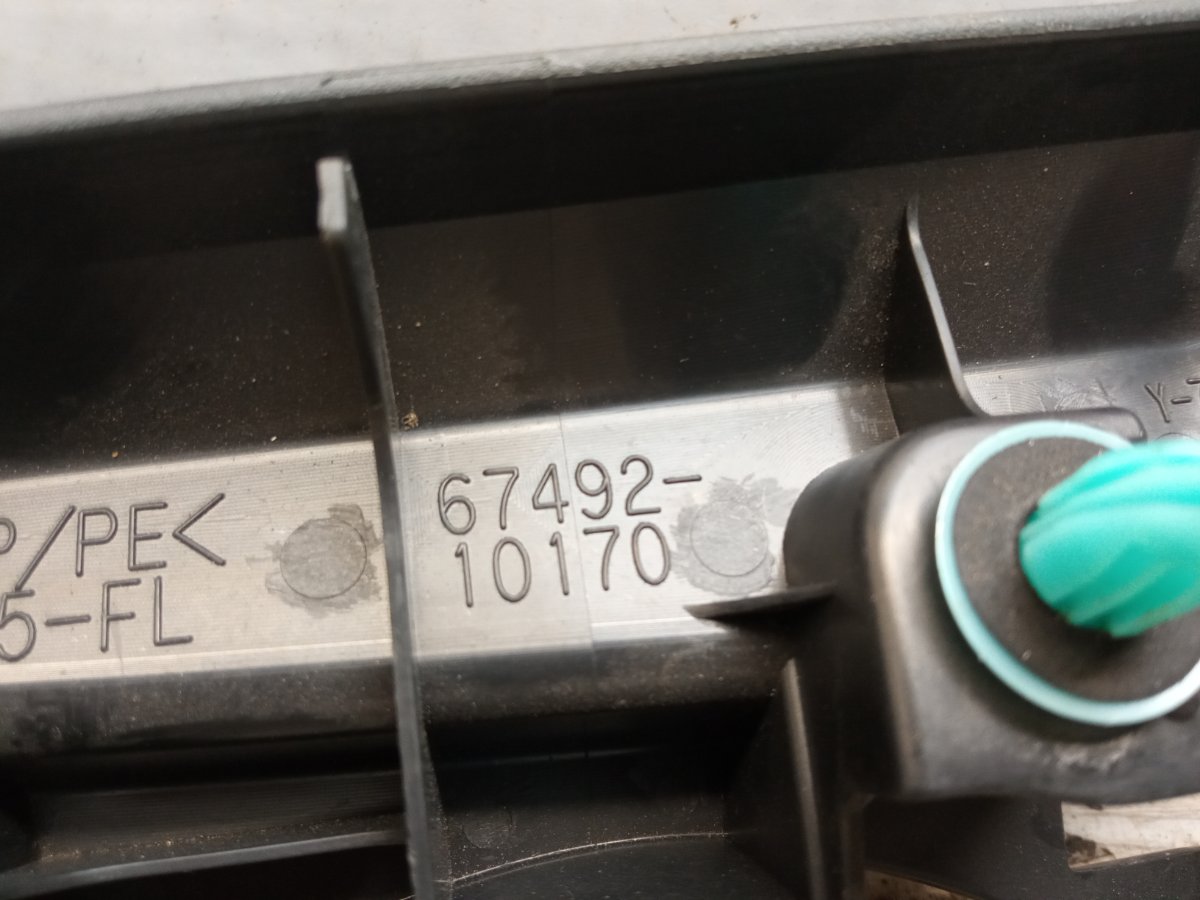 P/PE<
5-FL
67492-
10170
Y-